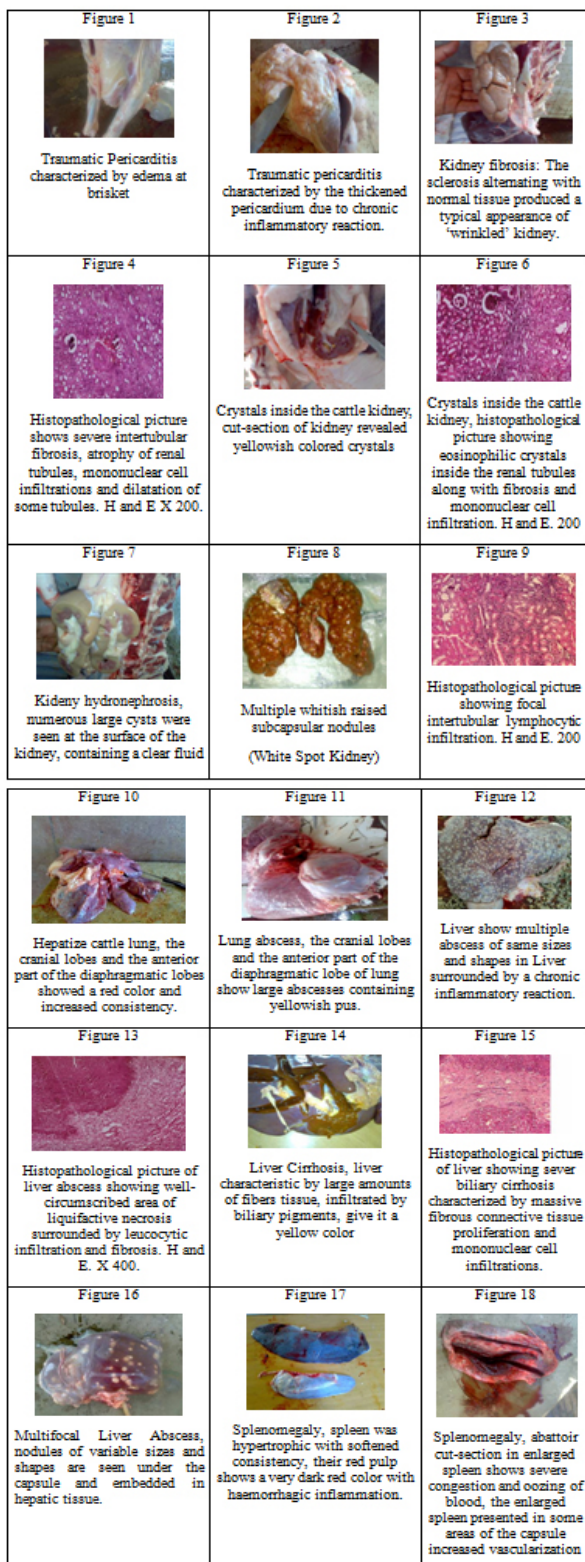 Figure 1
Traumatic Pericarditis
characterized by edema at
brisket
Figure 2
Traumatic pericarditis
characterized by the thickened
pericardium due to chronic
inflammatory reaction.
Figure 3
Kidney fibrosis: The
sclerosis alternating with
normal tissue produced a
typical appearance of
‘wrinkled’ kidney.
Figure 4
Histopathological picture
shows severe intertubular
fibrosis, atrophy of renal
tubules, mononuclear cell
infiltrations and dilatation of
some tubules. H and E X 200.
Figure 5
Crystals inside the cattle kidney,
cut-section of kidney revealed
yellowish colored crystals
Figure 6
Crystals inside the cattle
kidney, histopathological
picture showing
eosinophilic crystals
inside the renal tubules
along with fibrosis and
mononuclear cell
infiltration. H and E. 200
Figure 7
Kideny hydronephrosis,
numerous large cysts were
seen at the surface of the
kidney, containing a clear fluid
Figure 8
Multiple whitish raised
subcapsular nodules
(White Spot Kidney)
Figure 9
Histopathological picture
showing focal
intertubular lymphocytic
infiltration. H and E. 200
Figure 10
Hepatize cattle lung, the
cranial lobes and the anterior
part of the diaphragmatic lobes
showed a red color and
increased consistency.
Figure 11
Lung abscess, the cranial lobes
and the anterior part of the
diaphragmatic lobe of lung
show large abscesses containing
yellowish pus.
Figure 12
Liver show multiple
abscess of same sizes
and shapes in Liver
surrounded by a chronic
inflammatory reaction.
Figure 13
Histopathological picture of
liver abscess showing well-
circumscribed area of
liquifactive necrosis
surrounded by leucocytic
infiltration and fibrosis. H and
E. X 400.
Figure 14
Liver Cirrhosis, liver
characteristic by large amounts
of fibers tissue, infiltrated by
biliary pigments, give it a
yellow color
Figure 15
Histopathological picture
of liver showing sever
biliary cirrhosis
characterized by massive
fibrous connective tissue
proliferation and
mononuclear cell
infiltrations.
Figure 16
Multifocal Liver Abscess,
nodules of variable sizes and
shapes are seen under the
capsule and embedded in
hepatic tissue.
Figure 17
Splenomegaly, spleen was
hypertrophic with softened
consistency, their red pulp
shows a very dark red color with
haemorrhagic inflammation.
Figure 18
Splenomegaly, abattoir
cut-section in enlarged
spleen shows severe
congestion and oozing of
blood, the enlarged
spleen presented in some
areas of the capsule
increased vascularization